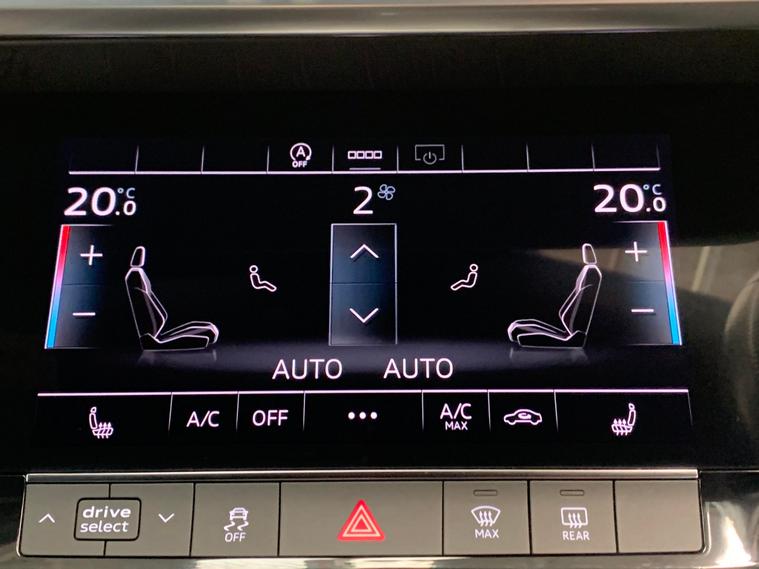 A
OFF
20.0 °C
2
20.0 °C
+
+
−
−
AUTO AUTO
A/C
OFF
•••
A/C
MAX
drive
select
OFF
MAX
REAR